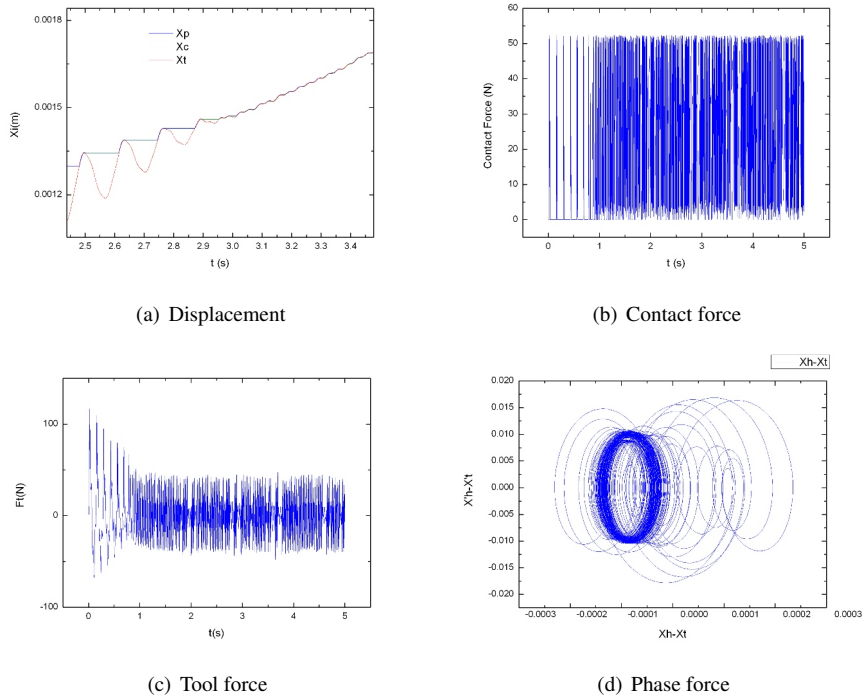 0.0018
0.0015
0.0012
Xi(m)
Xp
Xc
Xt
2.5 2.6 2.7 2.8 2.9 3.0 3.1 3.2 3.3 3.4
t (s)
(a) Displacement
60
50
40
30
20
10
0
Contact Force (N)
0 1 2 3 4 5
t (s)
(b) Contact force
100
0
-100
Ft(N)
0 1 2 3 4 5
t(s)
(c) Tool force
Xh-Xt
0.020
0.015
0.010
0.005
0.000
-0.005
-0.010
-0.015
-0.020
X'h-X't
-0.0003 -0.0002 -0.0001 0.0000 0.0001 0.0002 0.0003
Xh-Xt
(d) Phase force